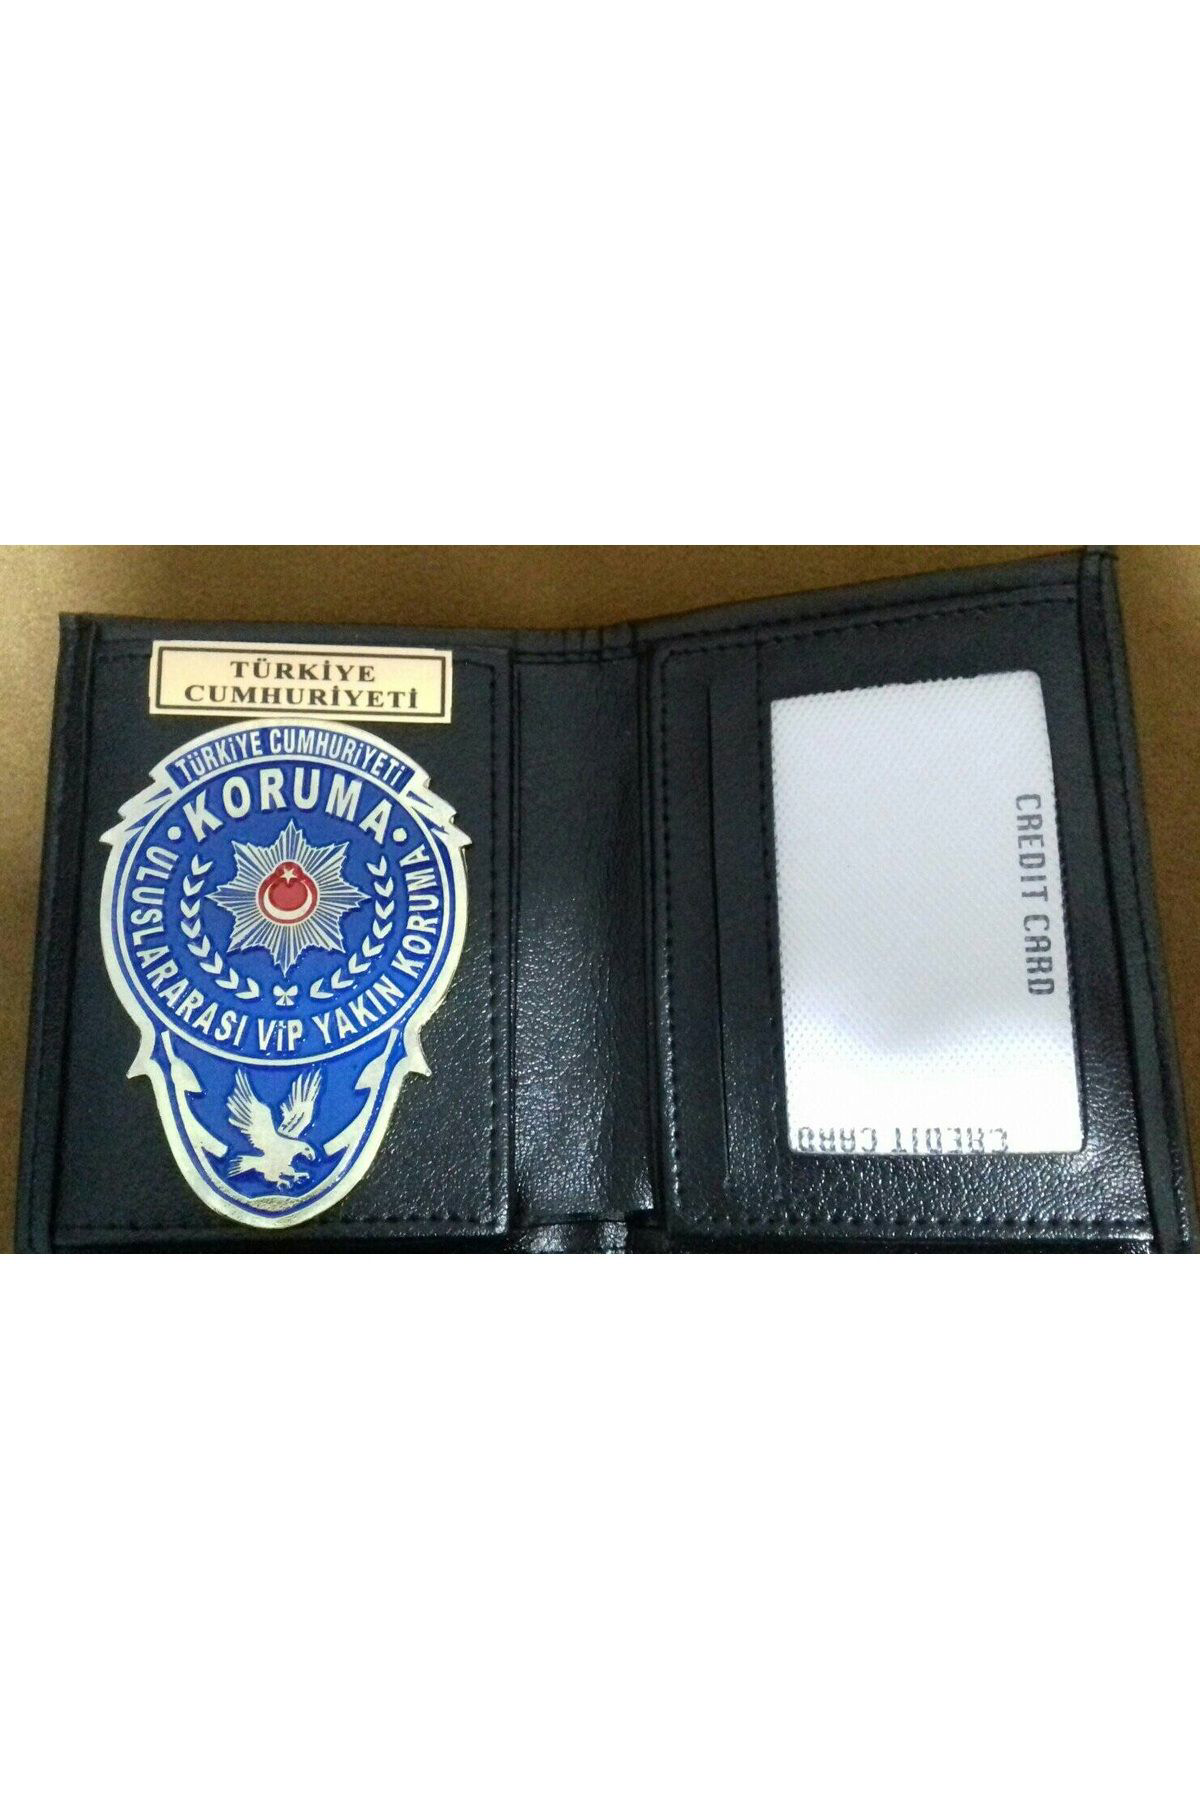 TÜRKİYE
CUMHURİYETİ
TÜRKİYE CUMHURİYETİ
• KORUMA •
ULUSLARARASI VİP YAKIN KORUMA
CREDIT CARD
CREDIT CARD